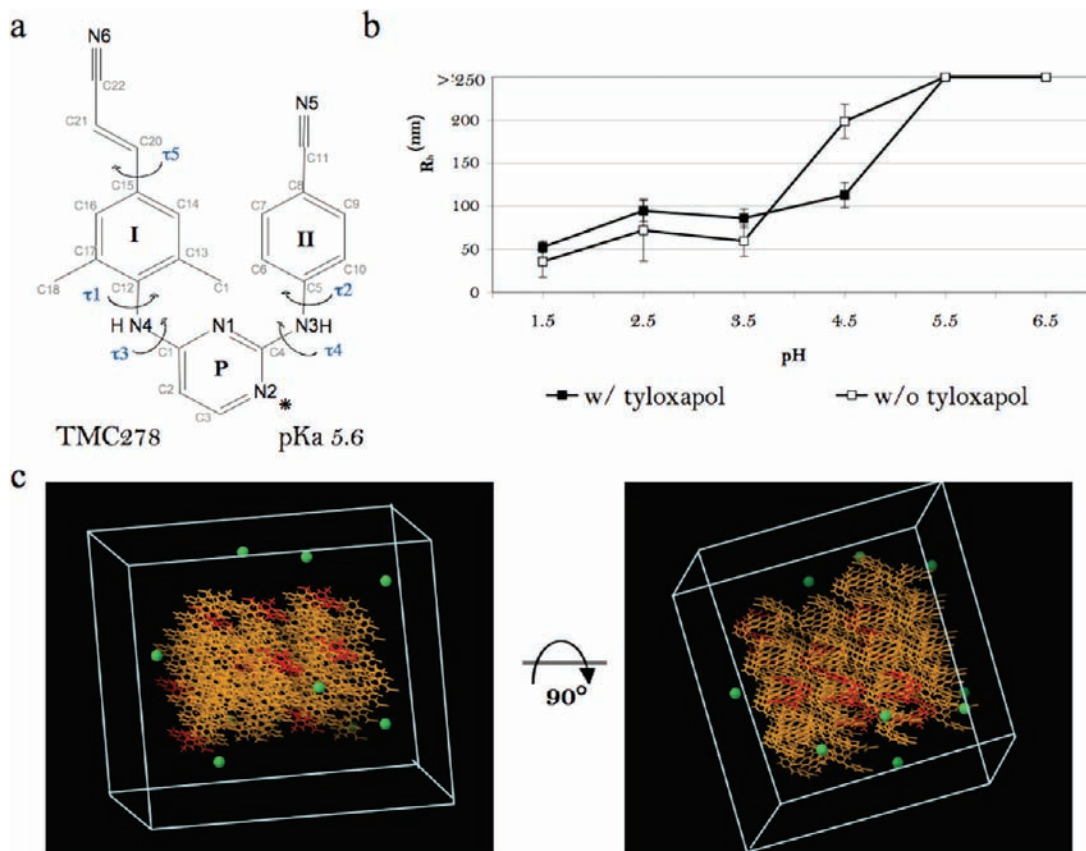 a
N6
C22
C21
C20
τ5
C15
C16
C14
I
C17
C13
C18
C12
C1
τ1
H N4
τ3
N5
C11
C8
C7
C9
II
C6
C10
C5
τ2
N1
N3H
C1
C4
τ4
P
C2
N2
*
C3
TMC278
pKa 5.6
b
Rh (nm)
>250
200
150
100
50
0
1.5 2.5 3.5 4.5 5.5 6.5
pH
w/ tyloxapol
w/o tyloxapol
c
90°